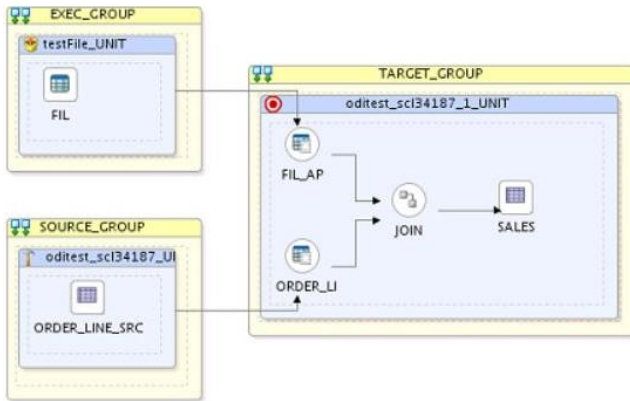 EXEC_GROUP
testFile_UNIT
FIL
TARGET_GROUP
oditest_scl34187_1_UNIT
FIL_AP
JOIN
SALES
ORDER_LI
SOURCE_GROUP
oditest_scl34187_UI
ORDER_LINE_SRC